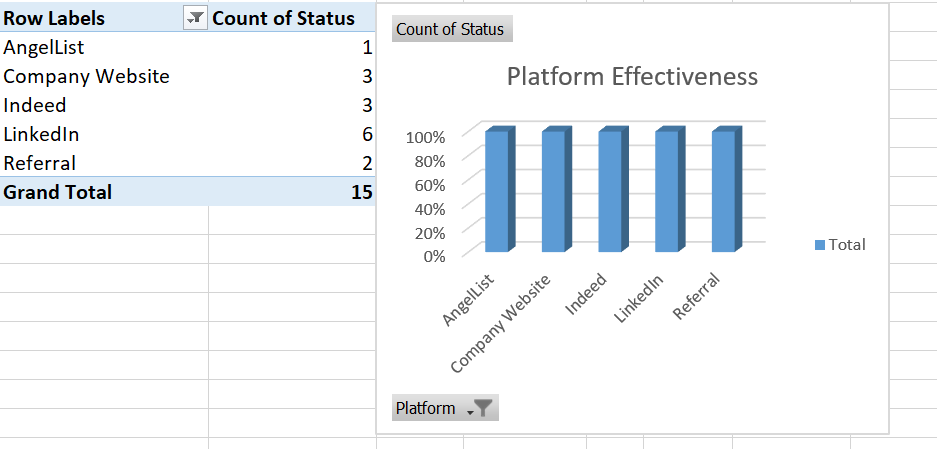 Row Labels Count of Status
AngelList 1
Company Website 3
Indeed 3
LinkedIn 6
Referral 2
Grand Total 15
Count of Status
Platform Effectiveness
100%
80%
60%
40%
20%
0%
AngelList
Company Website
Indeed
LinkedIn
Referral
Total
Platform